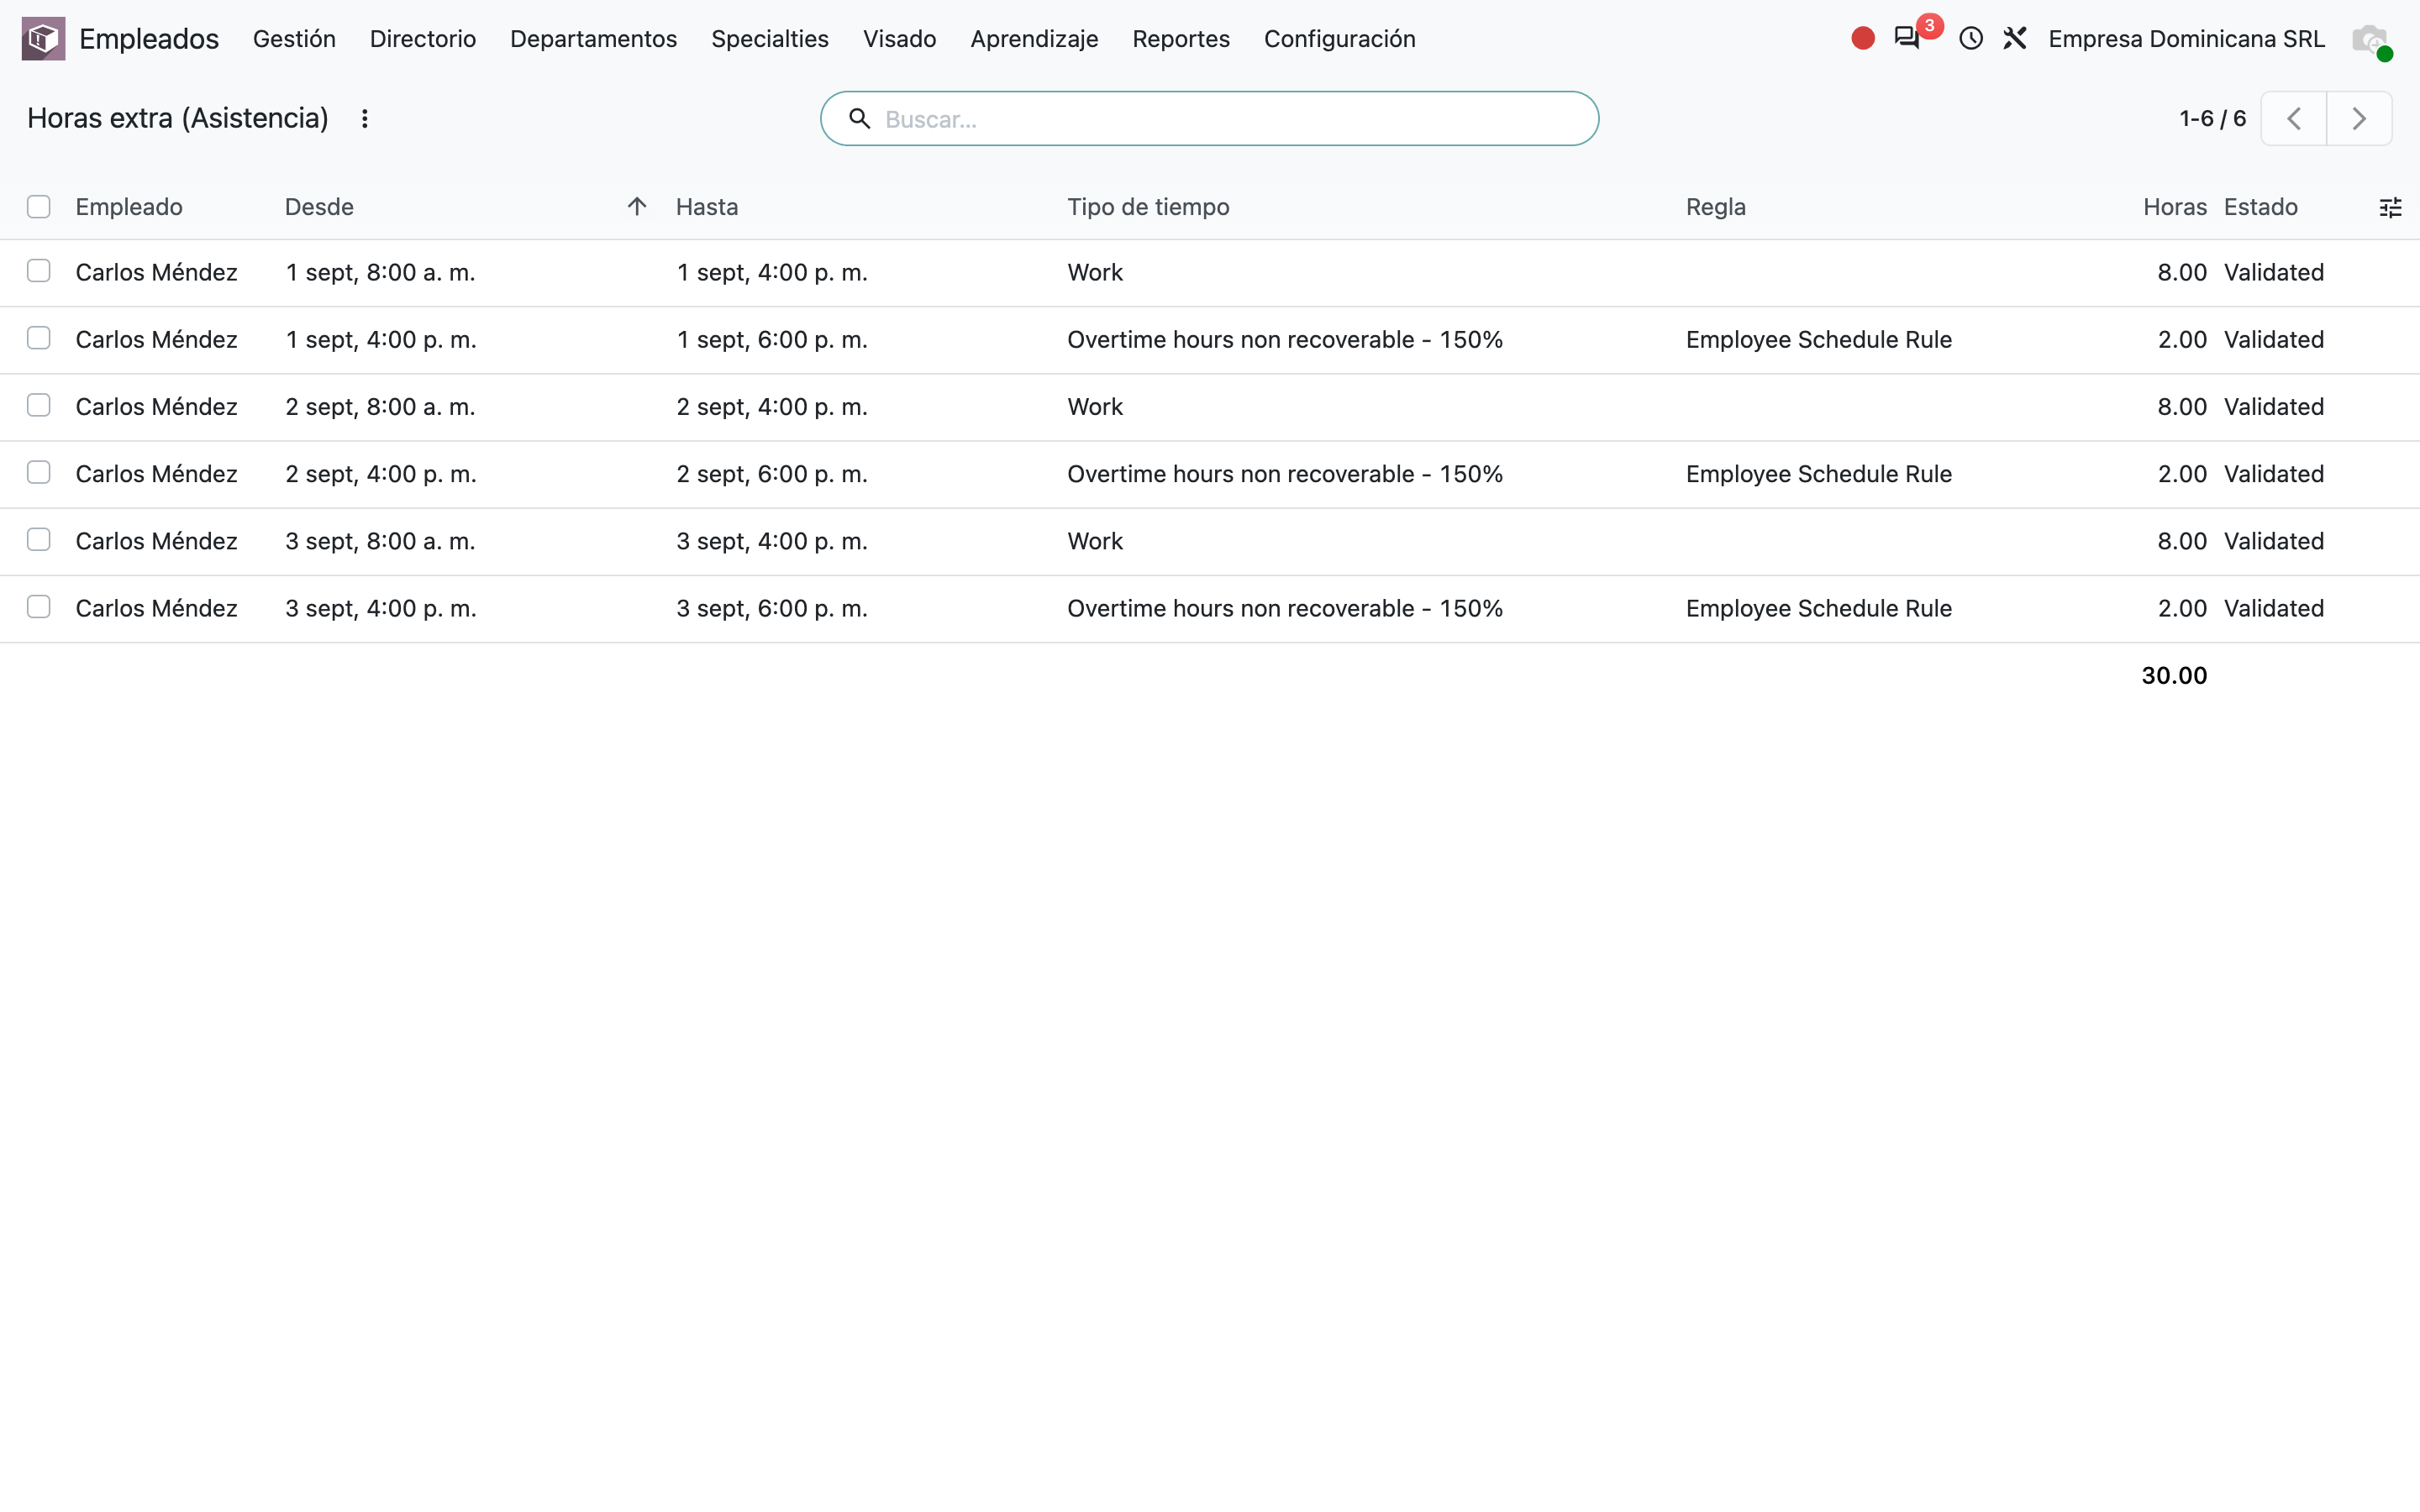 Empleados Gestión Directorio Departamentos Specialties Visado Aprendizaje Reportes Configuración 3 Empresa Dominicana SRL
Horas extra (Asistencia) Buscar... 1-6 / 6
Empleado Desde Hasta Tipo de tiempo Regla Horas Estado
Carlos Méndez 1 sept, 8:00 a. m. 1 sept, 4:00 p. m. Work 8.00 Validated
Carlos Méndez 1 sept, 4:00 p. m. 1 sept, 6:00 p. m. Overtime hours non recoverable - 150% Employee Schedule Rule 2.00 Validated
Carlos Méndez 2 sept, 8:00 a. m. 2 sept, 4:00 p. m. Work 8.00 Validated
Carlos Méndez 2 sept, 4:00 p. m. 2 sept, 6:00 p. m. Overtime hours non recoverable - 150% Employee Schedule Rule 2.00 Validated
Carlos Méndez 3 sept, 8:00 a. m. 3 sept, 4:00 p. m. Work 8.00 Validated
Carlos Méndez 3 sept, 4:00 p. m. 3 sept, 6:00 p. m. Overtime hours non recoverable - 150% Employee Schedule Rule 2.00 Validated
30.00